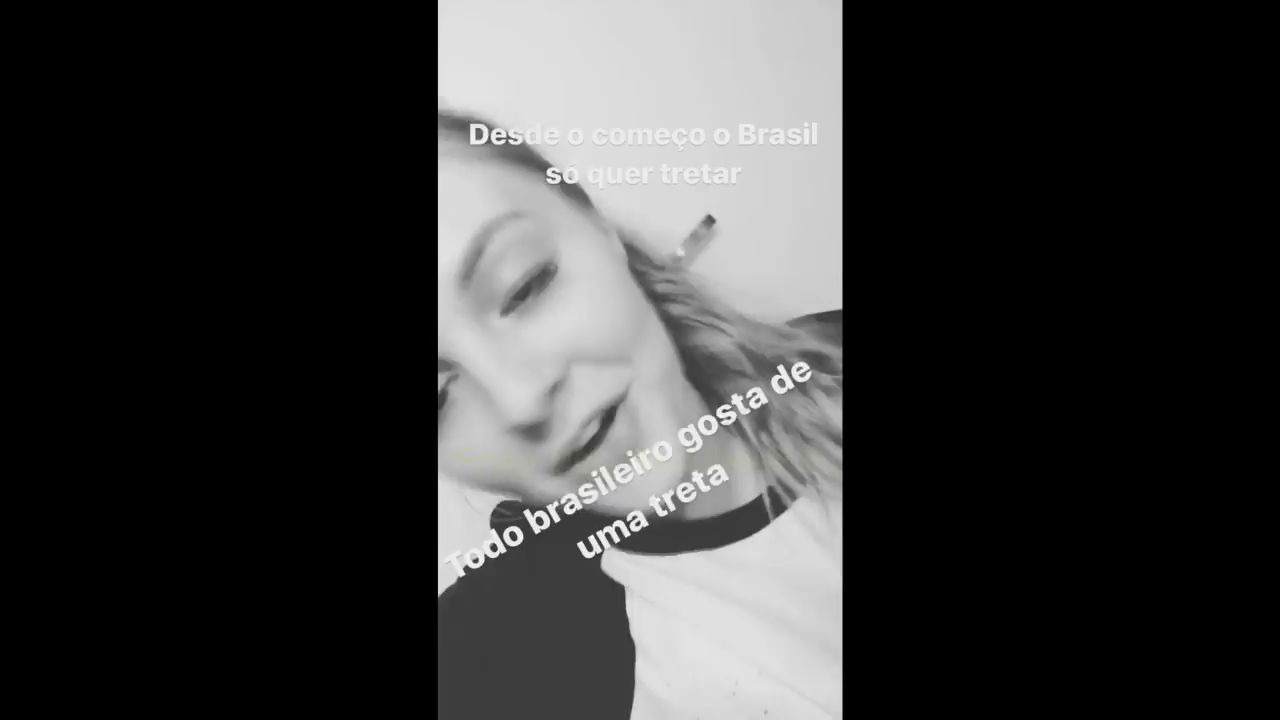 Desde o começo o Brasil
só quer tretar
Todo brasileiro gosta de
uma treta